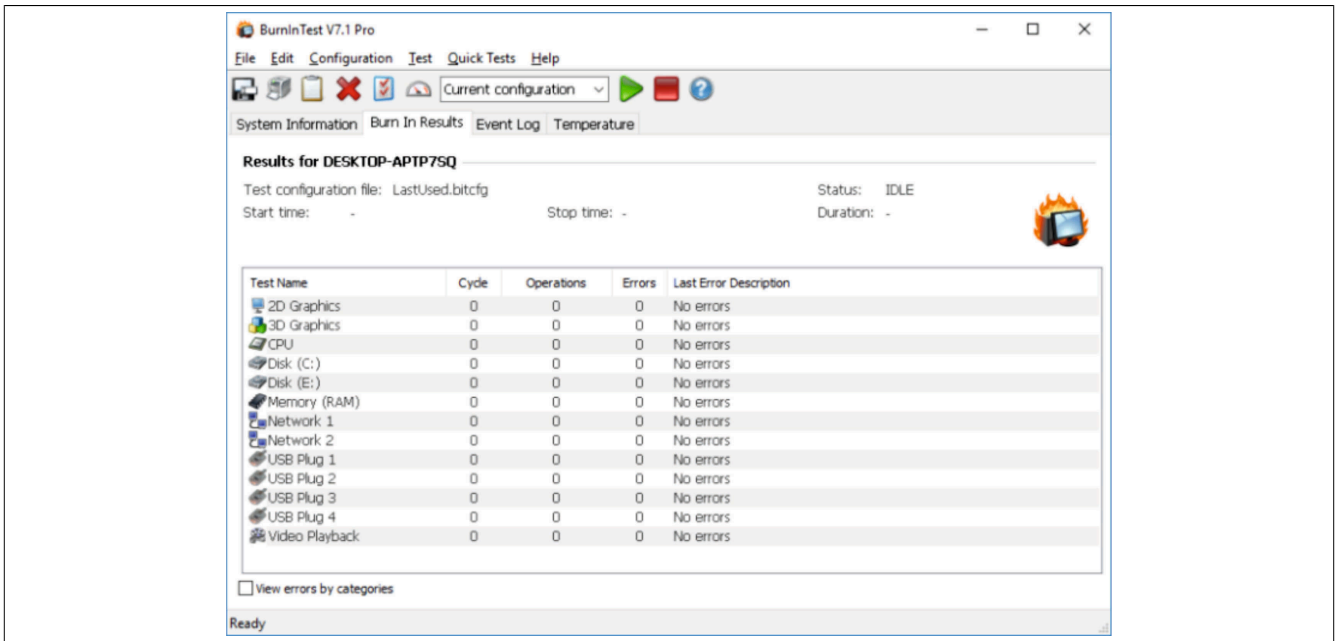 BurnInTest V7.1 Pro
File Edit Configuration Test Quick Tests Help
Current configuration
System Information Burn In Results Event Log Temperature
Results for DESKTOP-APTP7SQ
Test configuration file: LastUsed.bitcfg Status: IDLE
Start time: - Stop time: - Duration: -
Test Name Cycle Operations Errors Last Error Description
2D Graphics 0 0 0 No errors
3D Graphics 0 0 0 No errors
CPU 0 0 0 No errors
Disk (C:) 0 0 0 No errors
Disk (E:) 0 0 0 No errors
Memory (RAM) 0 0 0 No errors
Network 1 0 0 0 No errors
Network 2 0 0 0 No errors
USB Plug 1 0 0 0 No errors
USB Plug 2 0 0 0 No errors
USB Plug 3 0 0 0 No errors
USB Plug 4 0 0 0 No errors
Video Playback 0 0 0 No errors
View errors by categories
Ready